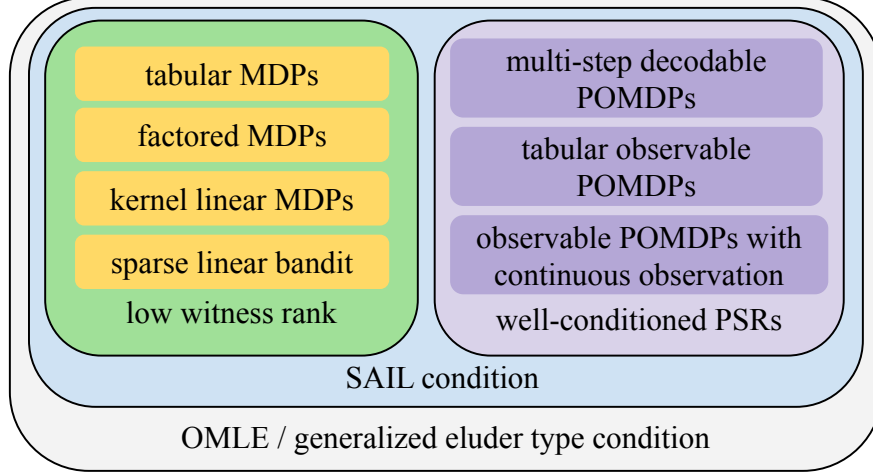 tabular MDPs
factored MDPs
kernel linear MDPs
sparse linear bandit
low witness rank
multi-step decodable
POMDPs
tabular observable
POMDPs
observable POMDPs with
continuous observation
well-conditioned PSRs
SAIL condition
OMLE / generalized eluder type condition